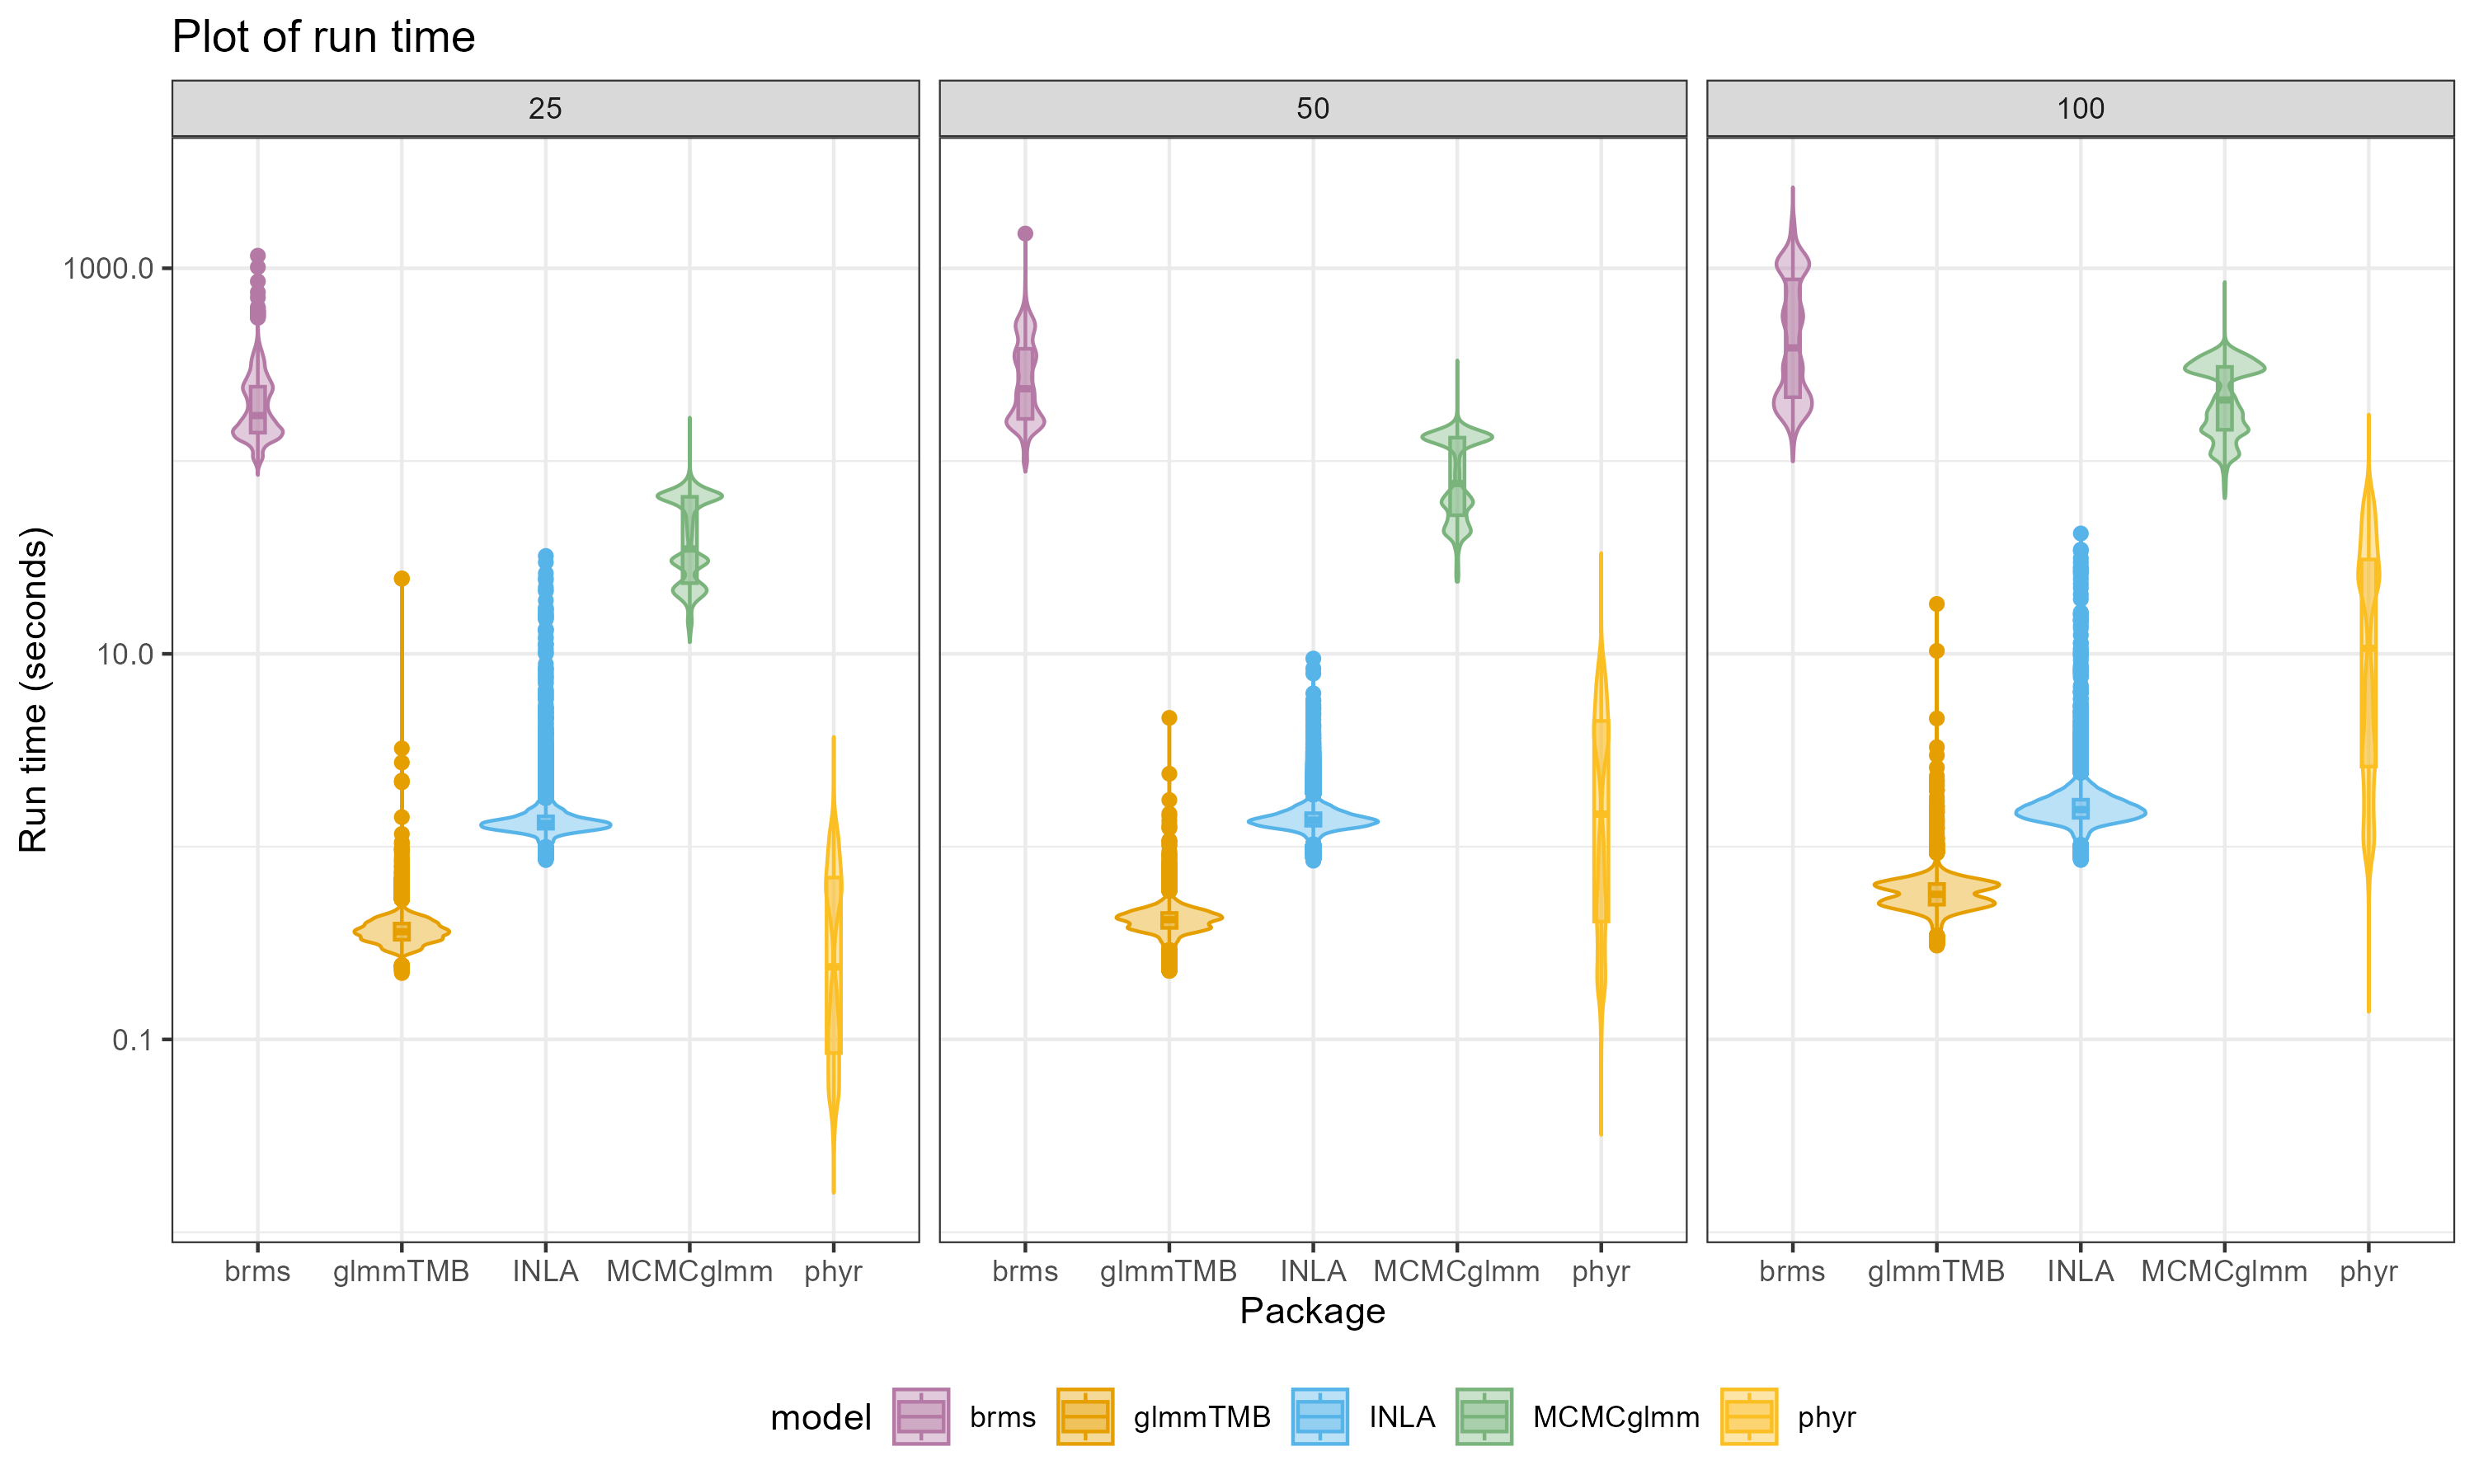 Plot of run time
25 50 100
Run time (seconds)
1000.0
10.0
0.1
brms glmmTMB INLA MCMCglmm phyr brms glmmTMB INLA MCMCglmm phyr brms glmmTMB INLA MCMCglmm phyr
Package
model brms glmmTMB INLA MCMCglmm phyr